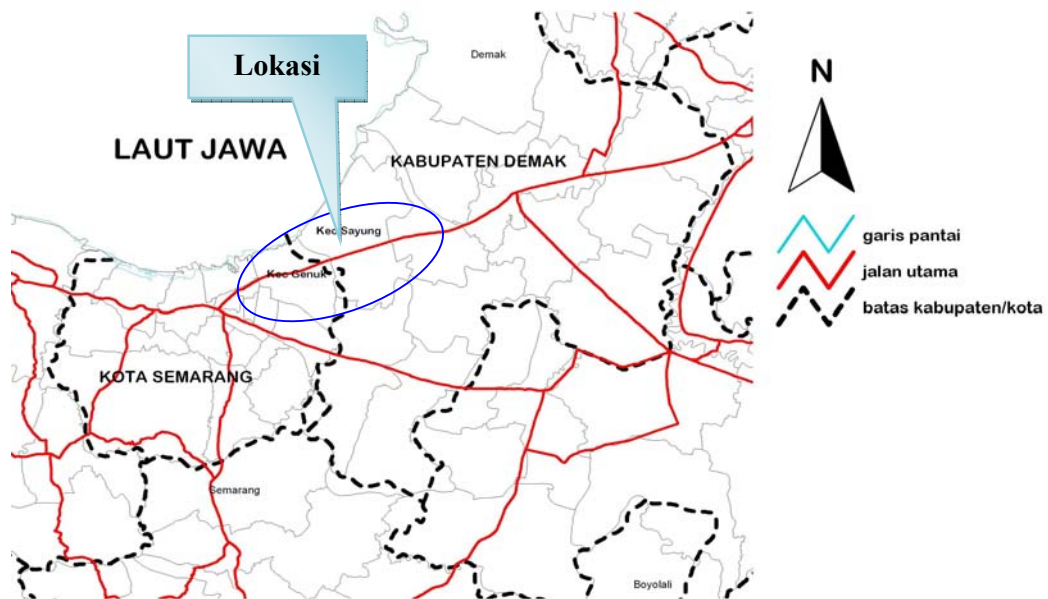 Lokasi
Demak
N
LAUT JAWA
KABUPATEN DEMAK
Kec Sayung
Kec Genuk
KOTA SEMARANG
Semarang
Boyolali
garis pantai
jalan utama
batas kabupaten/kota